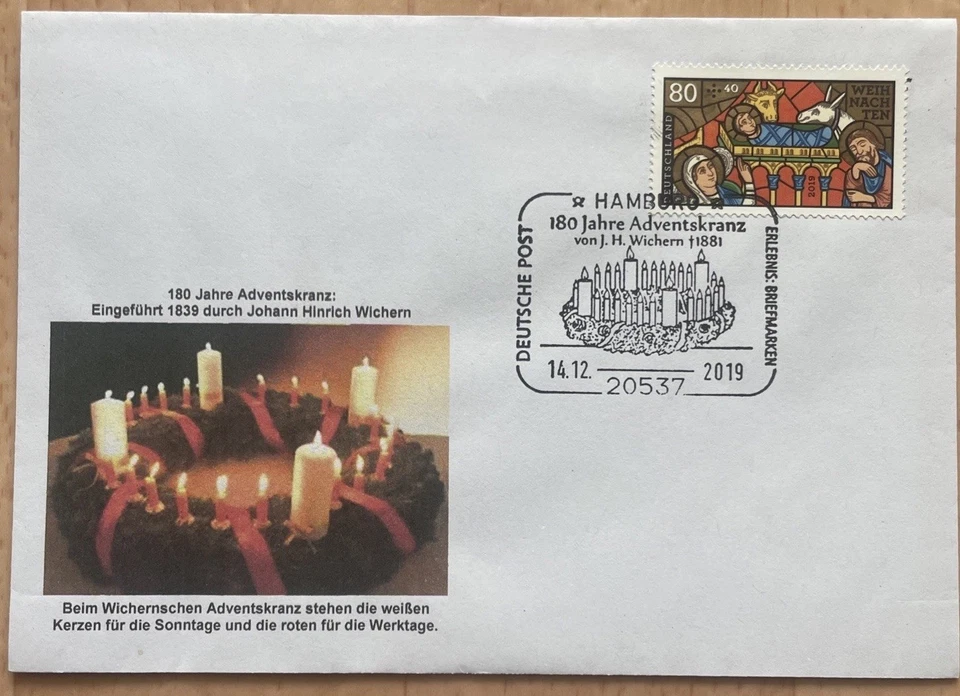 80 + 40
WEIH
NACH
TEN
DEUTSCHLAND
2019
HAMBURG
180 Jahre Adventskranz
von J. H. Wichern †1881
DEUTSCHE POST
ERLEBNIS: BRIEFMARKEN
14.12. 2019
20537
180 Jahre Adventskranz:
Eingeführt 1839 durch Johann Hinrich Wichern
Beim Wichernschen Adventskranz stehen die weißen
Kerzen für die Sonntage und die roten für die Werktage.